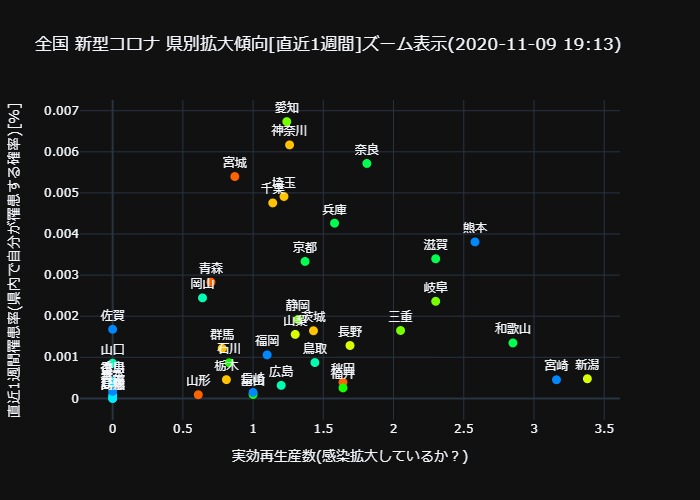 全国 新型コロナ 県別拡大傾向[直近1週間]ズーム表示(2020-11-09 19:13)
直近1週間罹患率(県内で自分が罹患する確率)[%]
0.007
0.006
0.005
0.004
0.003
0.002
0.001
0
愛知
神奈川
奈良
宮城
埼玉
千葉
兵庫
熊本
滋賀
京都
青森
岡山
岐阜
静岡
佐賀
茨城
三重
山梨
和歌山
長野
群馬
福岡
石川
山口
鳥取
栃木
広島
宮崎
新潟
秋田
福井
長崎
山形
0
0.5
1
1.5
2
2.5
3
3.5
実効再生産数(感染拡大しているか？)